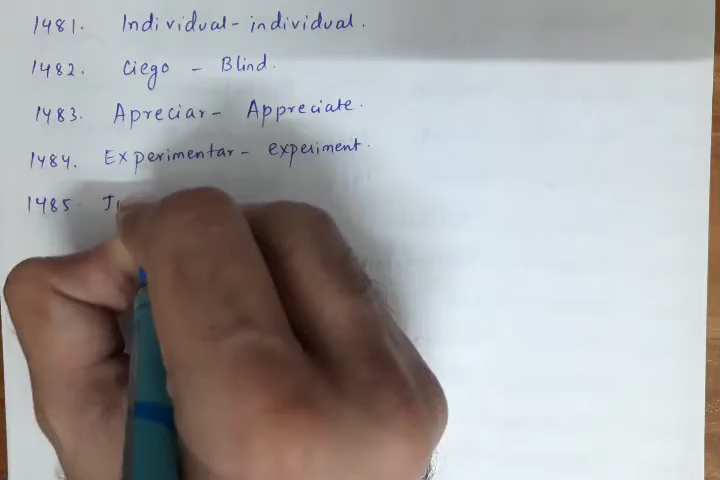 1481. Individual - individual.
1482. Ciego - Blind.
1483. Apreciar - Appreciate.
1484. Experimentar - experiment.
1485.